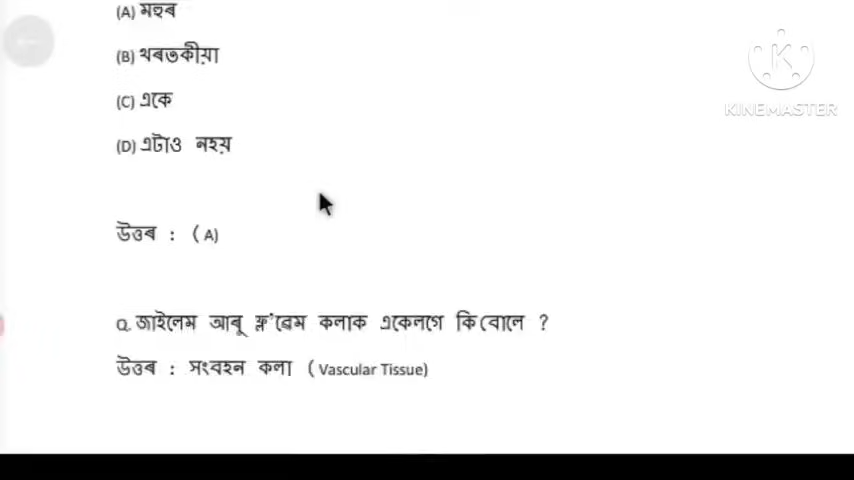 (A) মহুৰ
(B) থৰতকীয়া
(C) একে
(D) এটাও নহয়
উত্তৰ : ( A)
Q. জাইলেম আৰু ফ্ল'ৱেম কলাক একেলগে কি বোলে ?
উত্তৰ : সংবহন কলা ( Vascular Tissue)
K
KINEMASTER